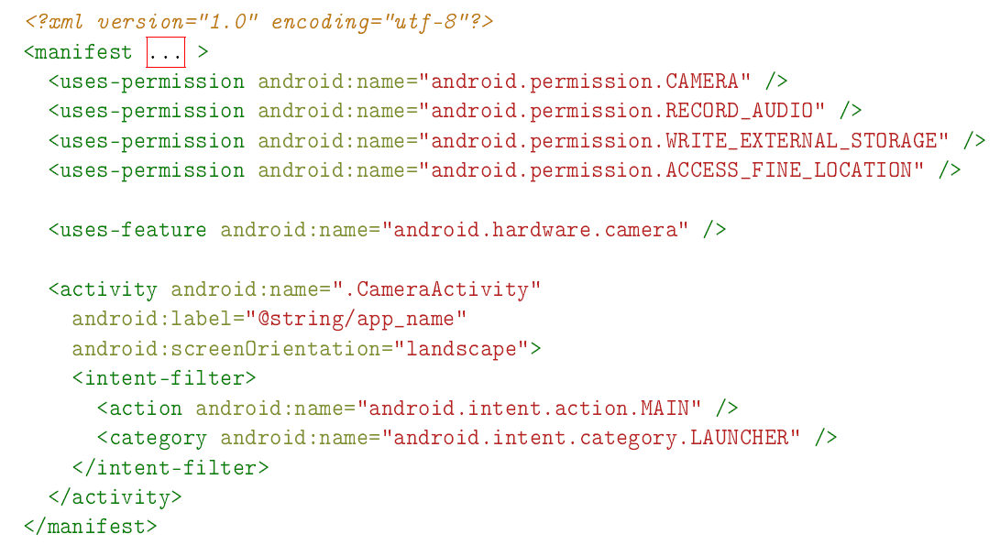 <?xml version="1.0" encoding="utf-8"?>
<manifest ... >
  <uses-permission android:name="android.permission.CAMERA" />
  <uses-permission android:name="android.permission.RECORD_AUDIO" />
  <uses-permission android:name="android.permission.WRITE_EXTERNAL_STORAGE" />
  <uses-permission android:name="android.permission.ACCESS_FINE_LOCATION" />

  <uses-feature android:name="android.hardware.camera" />

  <activity android:name=".CameraActivity"
    android:label="@string/app_name"
    android:screenOrientation="landscape">
    <intent-filter>
      <action android:name="android.intent.action.MAIN" />
      <category android:name="android.intent.category.LAUNCHER" />
    </intent-filter>
  </activity>
</manifest>